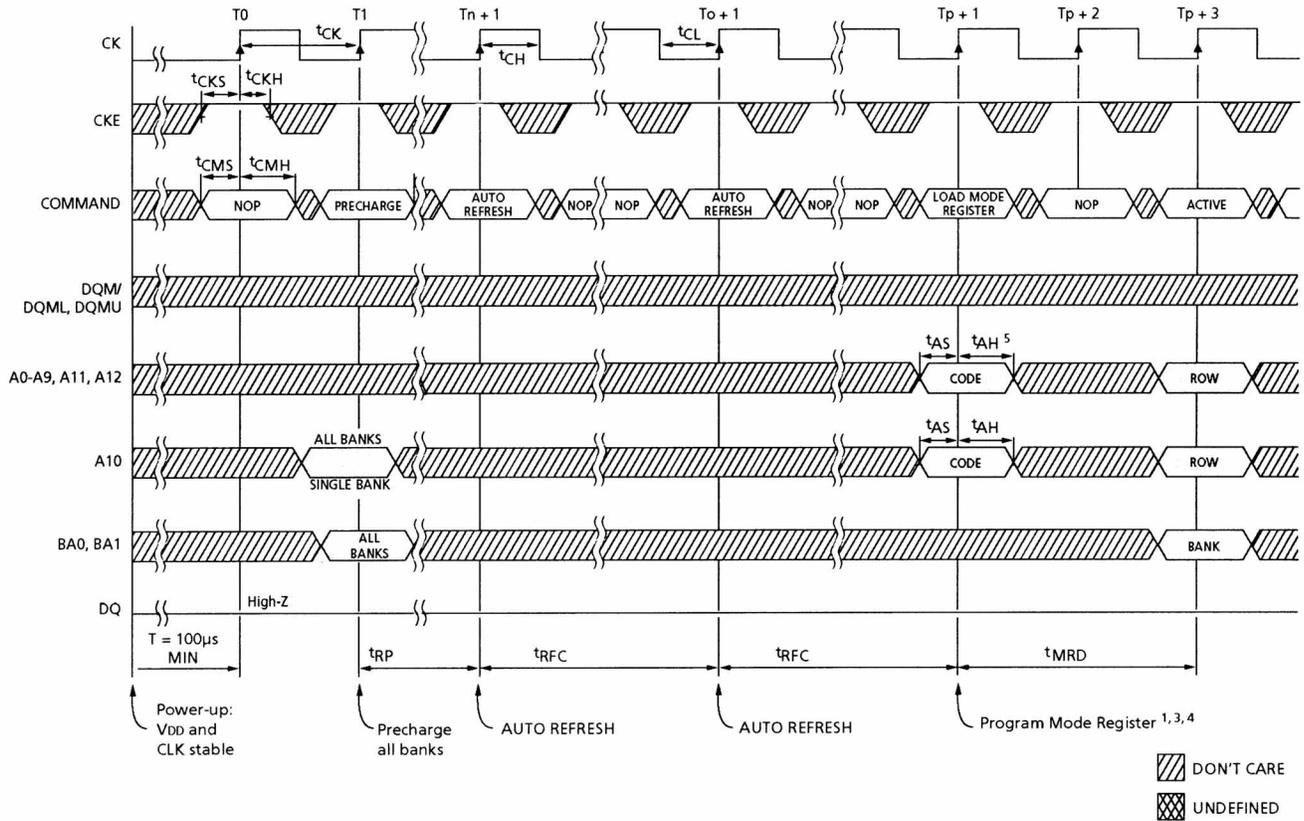 T0 T1 Tn + 1 To + 1 Tp + 1 Tp + 2 Tp + 3
CK
tCK
tCH
tCL
tCKS tCKH
CKE
tCMS tCMH
COMMAND
NOP PRECHARGE AUTO REFRESH NOP NOP AUTO REFRESH NOP NOP LOAD MODE REGISTER NOP ACTIVE
DQM/
DQML, DQMU
tAS tAH 5
A0-A9, A11, A12
CODE ROW
ALL BANKS
tAS tAH
A10
CODE ROW
SINGLE BANK
BA0, BA1
ALL BANKS
BANK
DQ
High-Z
T = 100µs
MIN
tRP tRFC tRFC tMRD
Power-up:
VDD and
CLK stable
Precharge
all banks
AUTO REFRESH
AUTO REFRESH
Program Mode Register 1, 3, 4
DON'T CARE
UNDEFINED